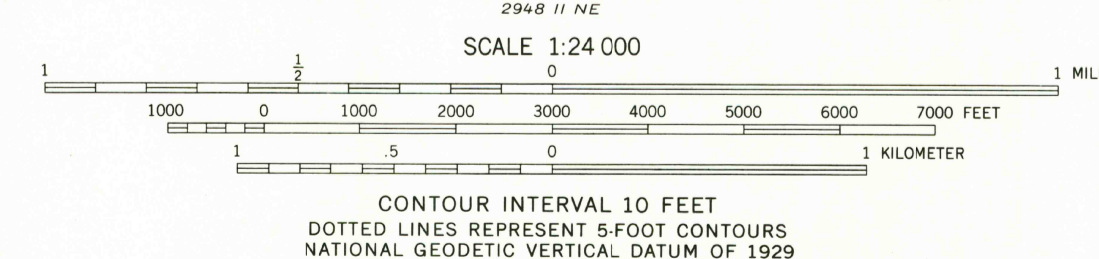 2948 II NE
SCALE 1:24 000
1 1/2 0 1 MIL
1000 0 1000 2000 3000 4000 5000 6000 7000 FEET
1 .5 0 1 KILOMETER
CONTOUR INTERVAL 10 FEET
DOTTED LINES REPRESENT 5-FOOT CONTOURS
NATIONAL GEODETIC VERTICAL DATUM OF 1929